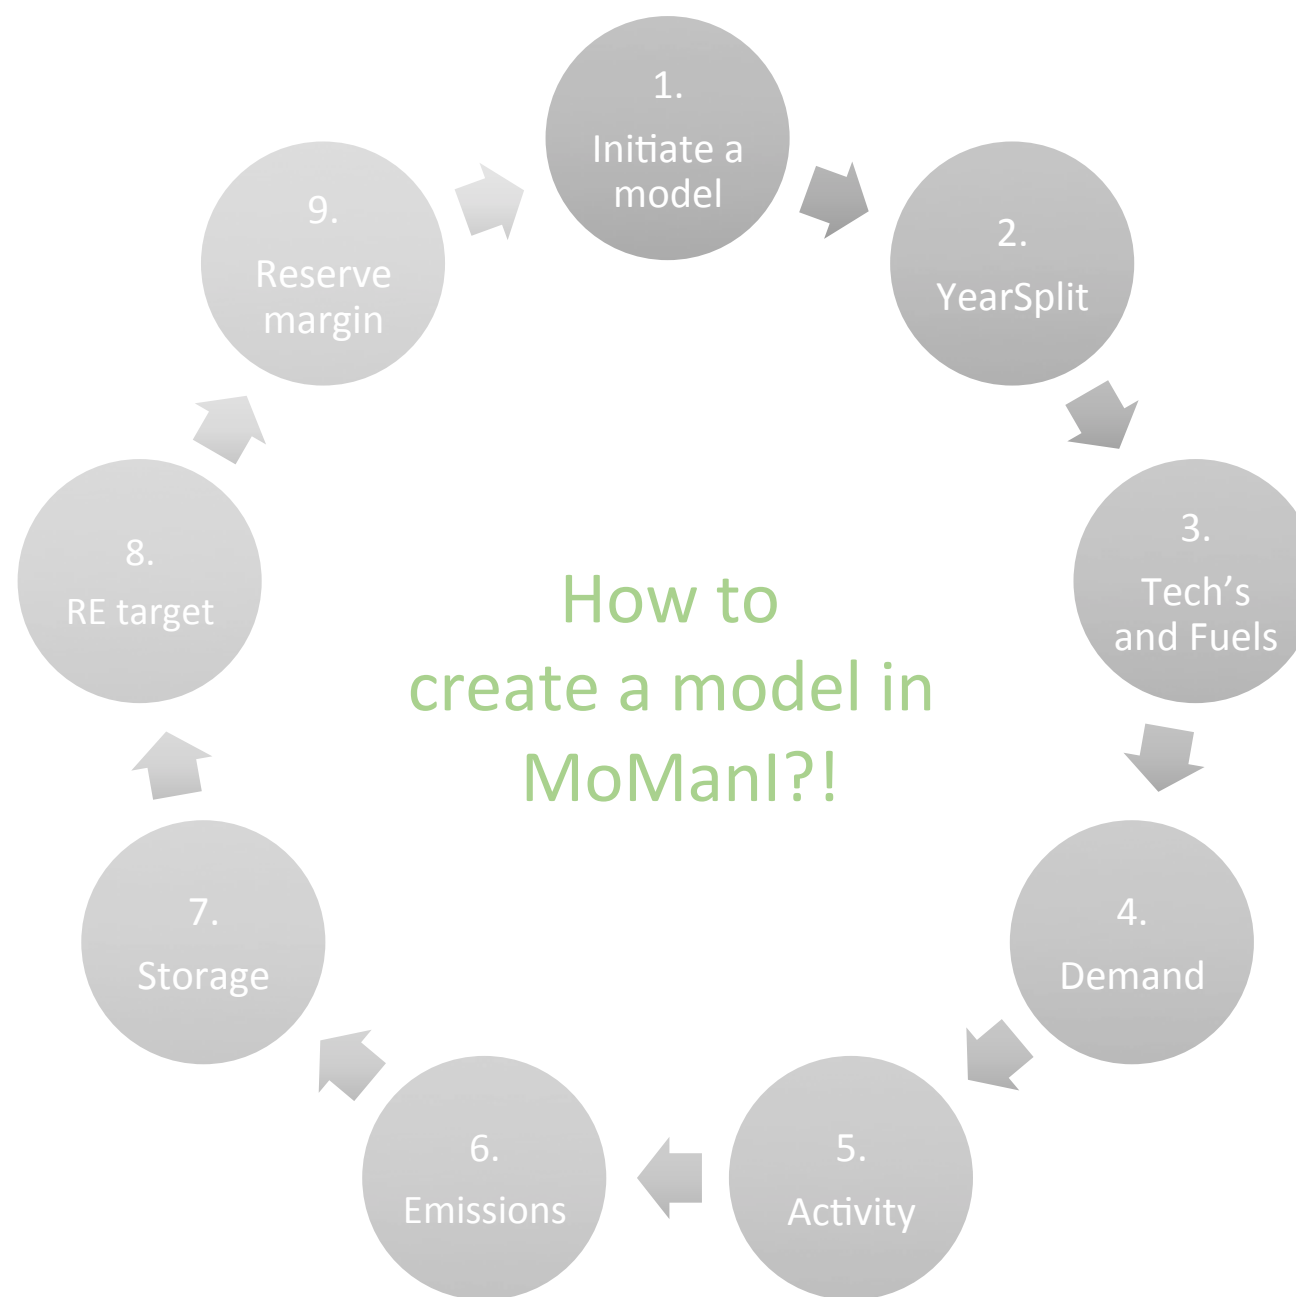 1.
Initiate a
model
2.
YearSplit
3.
Tech’s
and Fuels
4.
Demand
5.
Activity
6.
Emissions
7.
Storage
8.
RE target
9.
Reserve
margin
How to
create a model in
MoManI?!